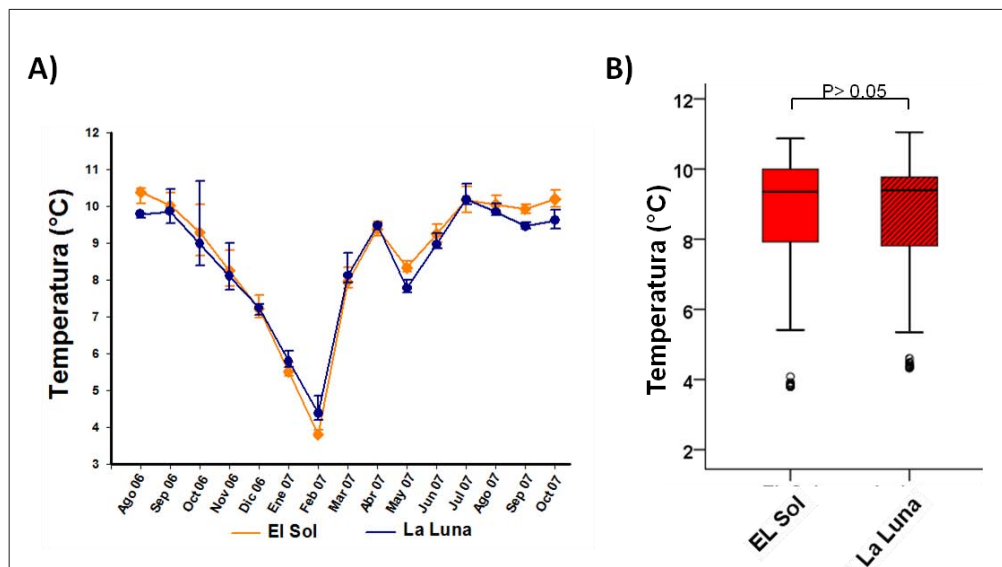 A)
Temperatura (°C)
12
11
10
9
8
7
6
5
4
3
Ago 06
Sep 06
Oct 06
Nov 06
Dic 06
Ene 07
Feb 07
Mar 07
Abr 07
May 07
Jun 07
Jul 07
Ago 07
Sep 07
Oct 07
El Sol
La Luna
B)
P> 0.05
Temperatura (°C)
12
10
8
6
4
2
EL Sol
La Luna